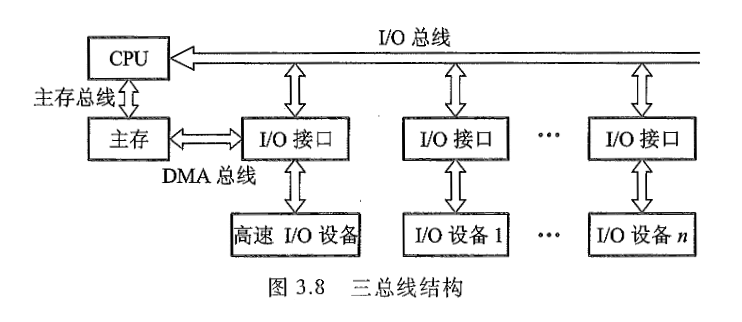 I/O 总线
CPU
主存总线
主存
I/O 接口
I/O 接口
···
I/O 接口
DMA 总线
高速 I/O 设备
I/O 设备 1
···
I/O 设备 n
图 3.8 三总线结构